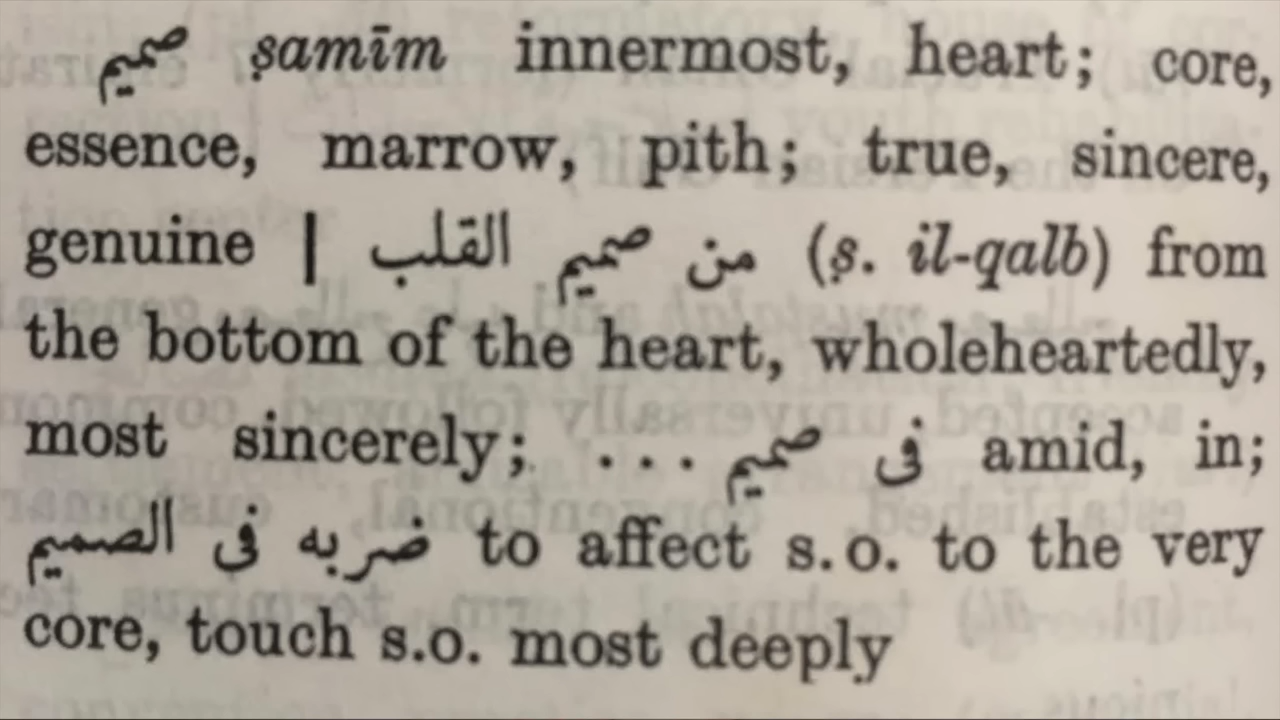 صميم ṣamīm innermost, heart; core,
essence, marrow, pith; true, sincere,
genuine | من صميم القلب (ṣ. il-qalb) from
the bottom of the heart, wholeheartedly,
most sincerely; فى صميم ... amid, in;
ضربه فى الصميم to affect s.o. to the very
core, touch s.o. most deeply